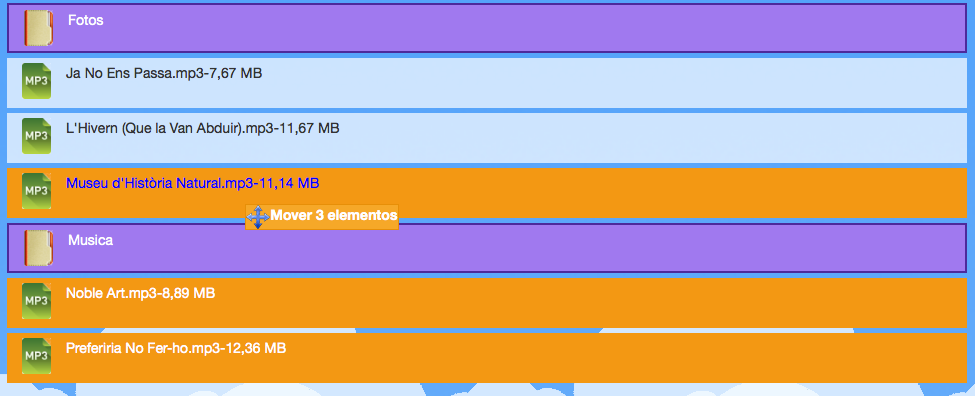 Fotos
MP3 Ja No Ens Passa.mp3-7,67 MB
MP3 L'Hivern (Que la Van Abduir).mp3-11,67 MB
MP3 Museu d'Història Natural.mp3-11,14 MB
Mover 3 elementos
Musica
MP3 Noble Art.mp3-8,89 MB
MP3 Preferiria No Fer-ho.mp3-12,36 MB